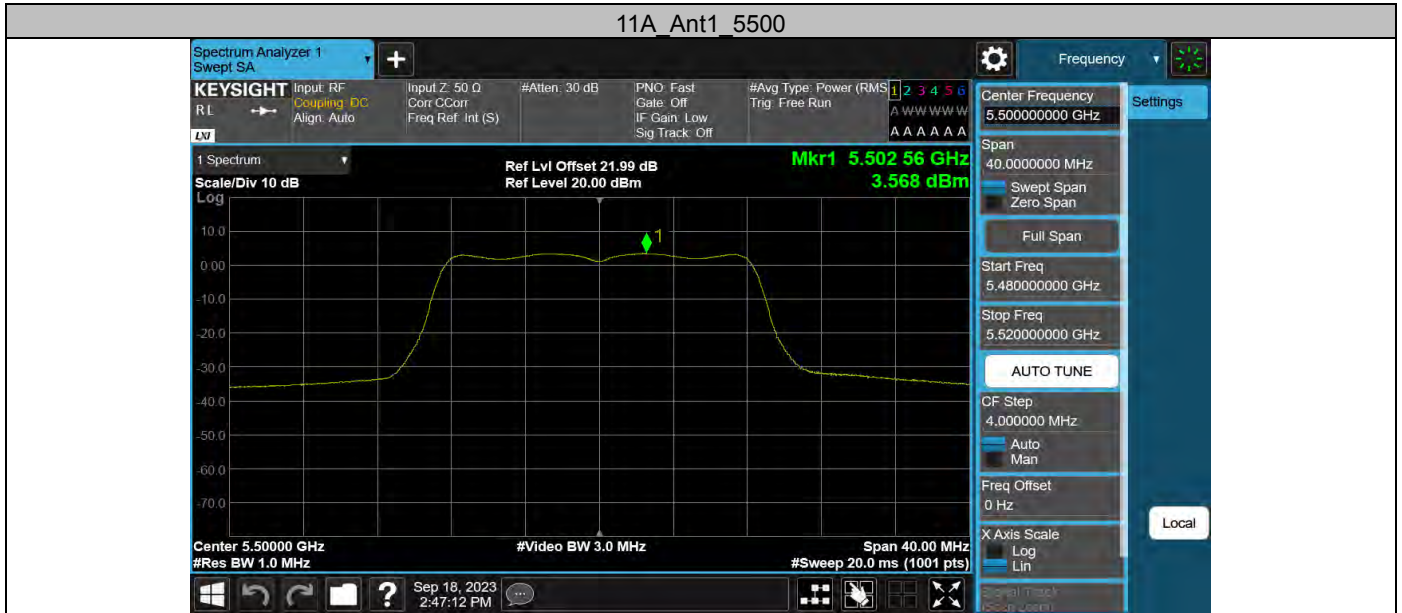 11A_Ant1_5500
Spectrum Analyzer 1
Swept SA
+
Frequency
KEYSIGHT
R L
LXI
Input: RF
Coupling: DC
Align: Auto
Input Z: 50 Ω
Corr CCorr
Freq Ref: Int (S)
#Atten: 30 dB
PNO: Fast
Gate: Off
IF Gain: Low
Sig Track: Off
#Avg Type: Power (RMS
Trig: Free Run
1 2 3 4 5 6
A W W W W W
A A A A A A
1 Spectrum
Scale/Div 10 dB
Log
Ref Lvl Offset 21.99 dB
Ref Level 20.00 dBm
Mkr1 5.502 56 GHz
3.568 dBm
1
10.0
0.00
-10.0
-20.0
-30.0
-40.0
-50.0
-60.0
-70.0
Center 5.50000 GHz
#Res BW 1.0 MHz
#Video BW 3.0 MHz
Span 40.00 MHz
#Sweep 20.0 ms (1001 pts)
Center Frequency
5.500000000 GHz
Span
40.0000000 MHz
Swept Span
Zero Span
Full Span
Start Freq
5.480000000 GHz
Stop Freq
5.520000000 GHz
AUTO TUNE
CF Step
4.000000 MHz
Auto
Man
Freq Offset
0 Hz
X Axis Scale
Log
Lin
Signal Track
(Span Zoom)
Settings
Local
?
Sep 18, 2023
2:47:12 PM